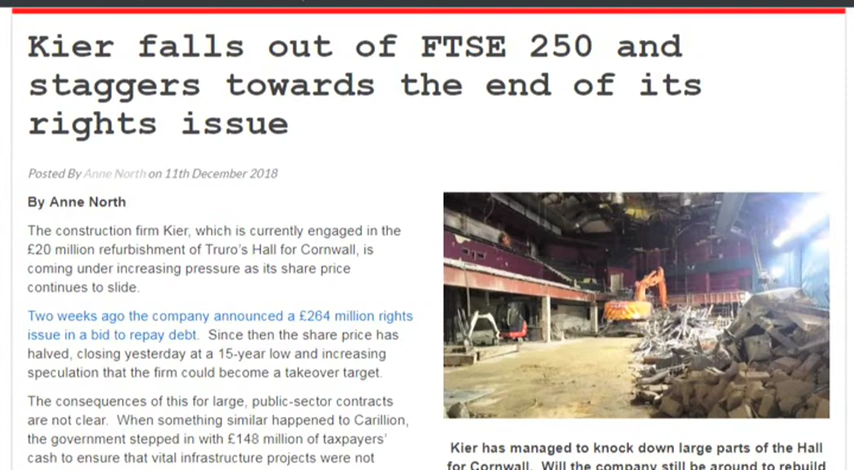 Kier falls out of FTSE 250 and
staggers towards the end of its
rights issue
Posted By Anne North on 11th December 2018
By Anne North
The construction firm Kier, which is currently engaged in the
£20 million refurbishment of Truro's Hall for Cornwall, is
coming under increasing pressure as its share price
continues to slide.
Two weeks ago the company announced a £264 million rights
issue in a bid to repay debt. Since then the share price has
halved, closing yesterday at a 15-year low and increasing
speculation that the firm could become a takeover target.
The consequences of this for large, public-sector contracts
are not clear. When something similar happened to Carillion,
the government stepped in with £148 million of taxpayers'
cash to ensure that vital infrastructure projects were not
Kier has managed to knock down large parts of the Hall
for Cornwall. Will the company still be around to rebuild